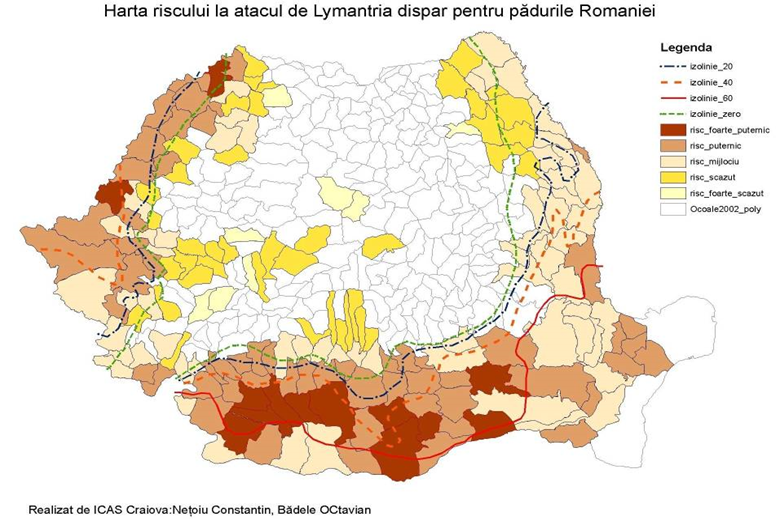 Harta riscului la atacul de Lymantria dispar pentru pădurile Romaniei
Legenda
izolinie_20
izolinie_40
izolinie_60
izolinie_zero
risc_foarte_puternic
risc_puternic
risc_mijlociu
risc_scazut
risc_foarte_scazut
Ocoale2002_poly
Realizat de ICAS Craiova:Nețoiu Constantin, Bădele OCtavian